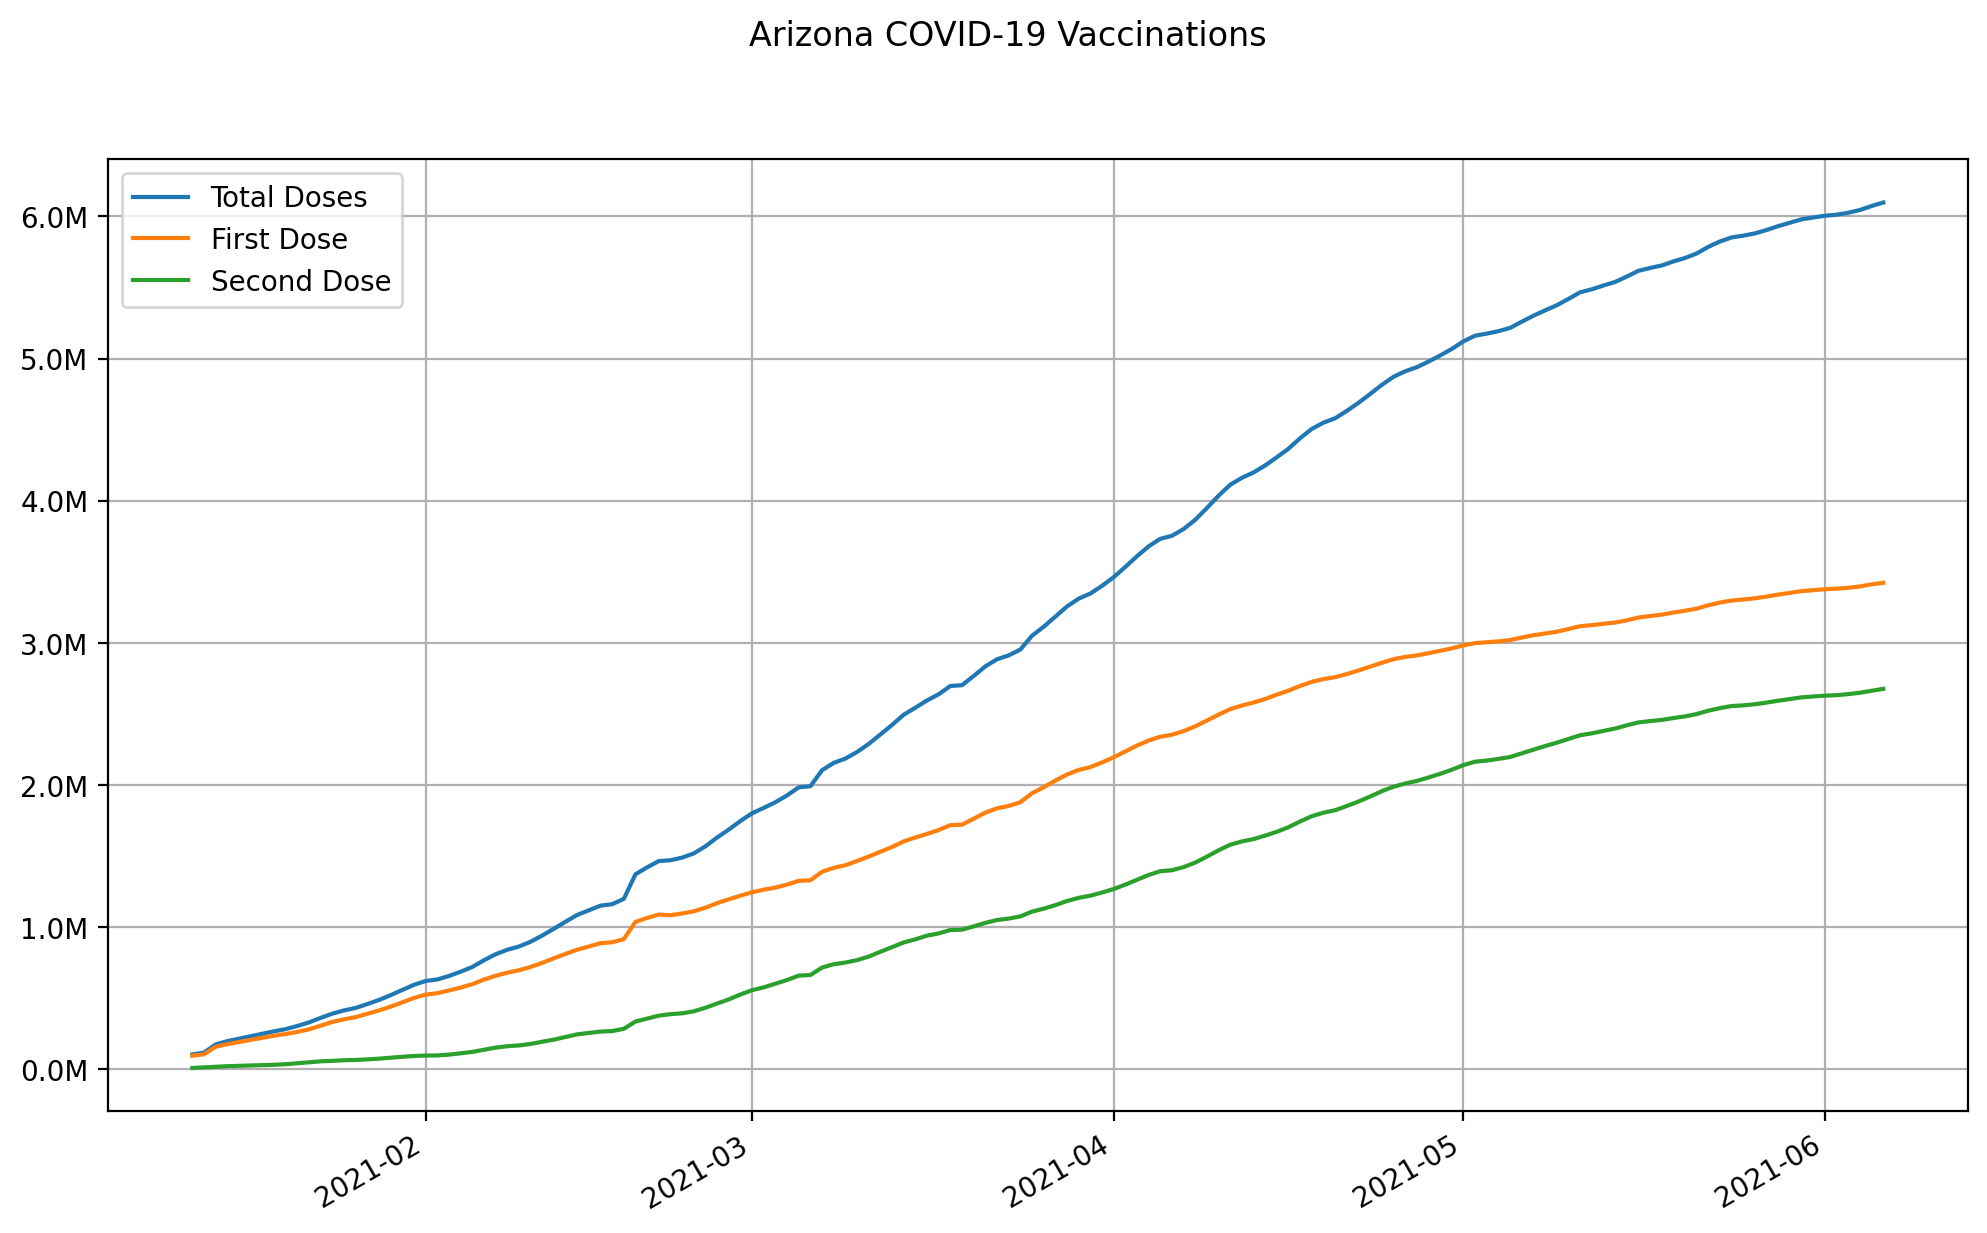 Arizona COVID-19 Vaccinations
Total Doses
First Dose
Second Dose
6.0M
5.0M
4.0M
3.0M
2.0M
1.0M
0.0M
2021-02
2021-03
2021-04
2021-05
2021-06